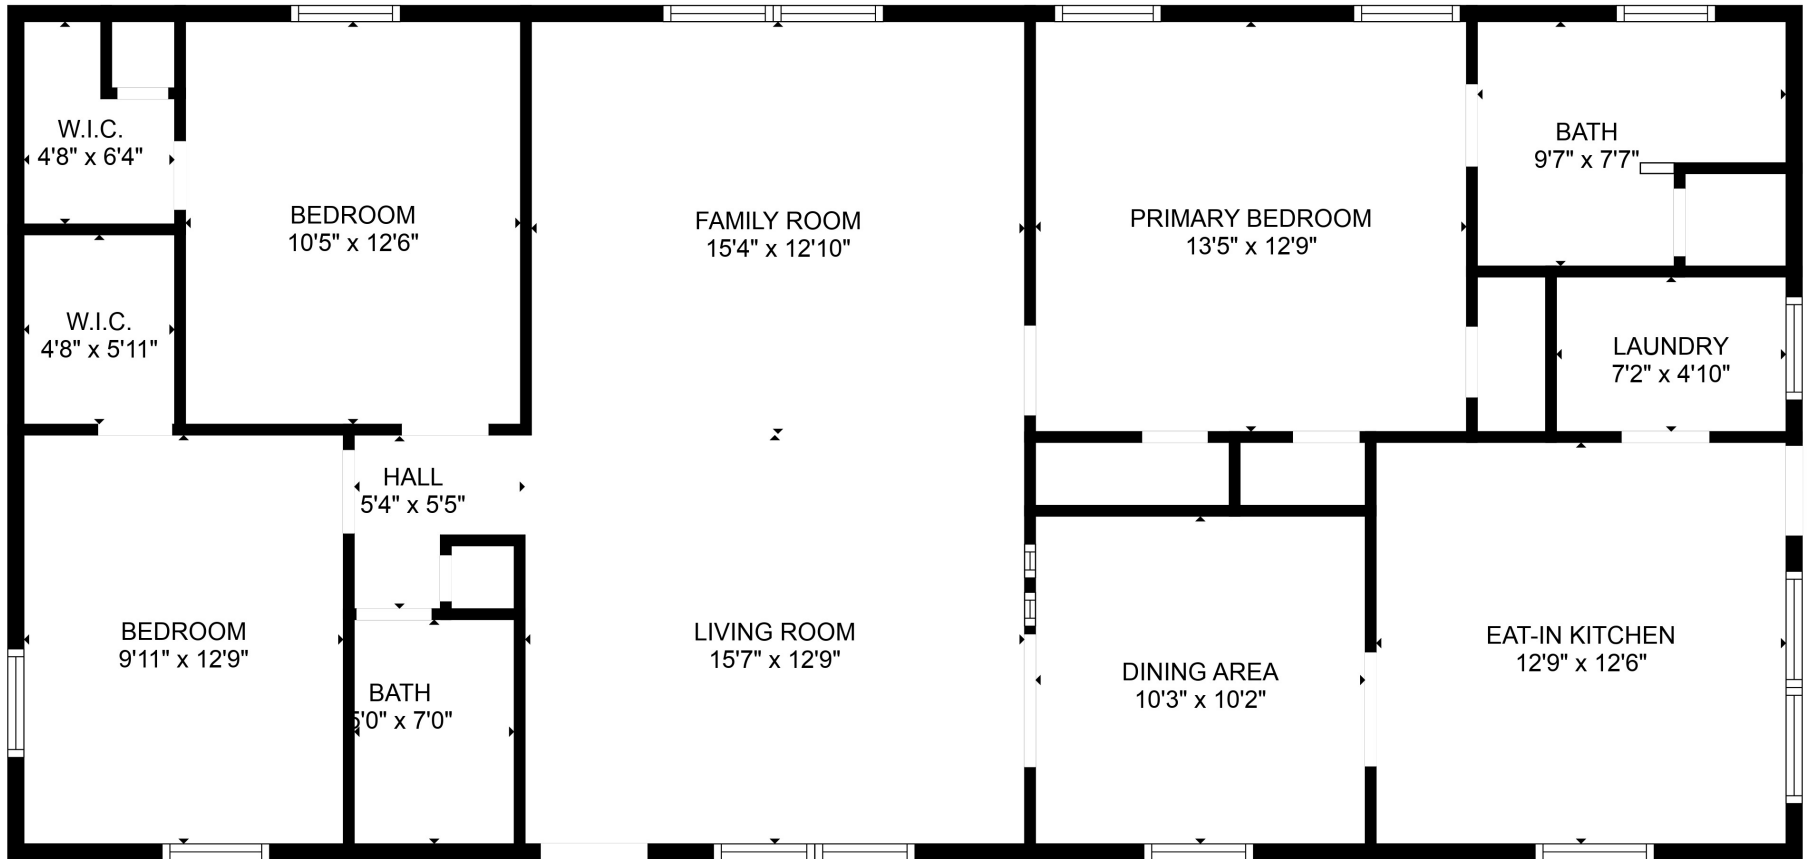 W.I.C.
4'8" x 6'4"
BEDROOM
10'5" x 12'6"
FAMILY ROOM
15'4" x 12'10"
PRIMARY BEDROOM
13'5" x 12'9"
BATH
9'7" x 7'7"
W.I.C.
4'8" x 5'11"
LAUNDRY
7'2" x 4'10"
HALL
5'4" x 5'5"
BEDROOM
9'11" x 12'9"
BATH
5'0" x 7'0"
LIVING ROOM
15'7" x 12'9"
DINING AREA
10'3" x 10'2"
EAT-IN KITCHEN
12'9" x 12'6"